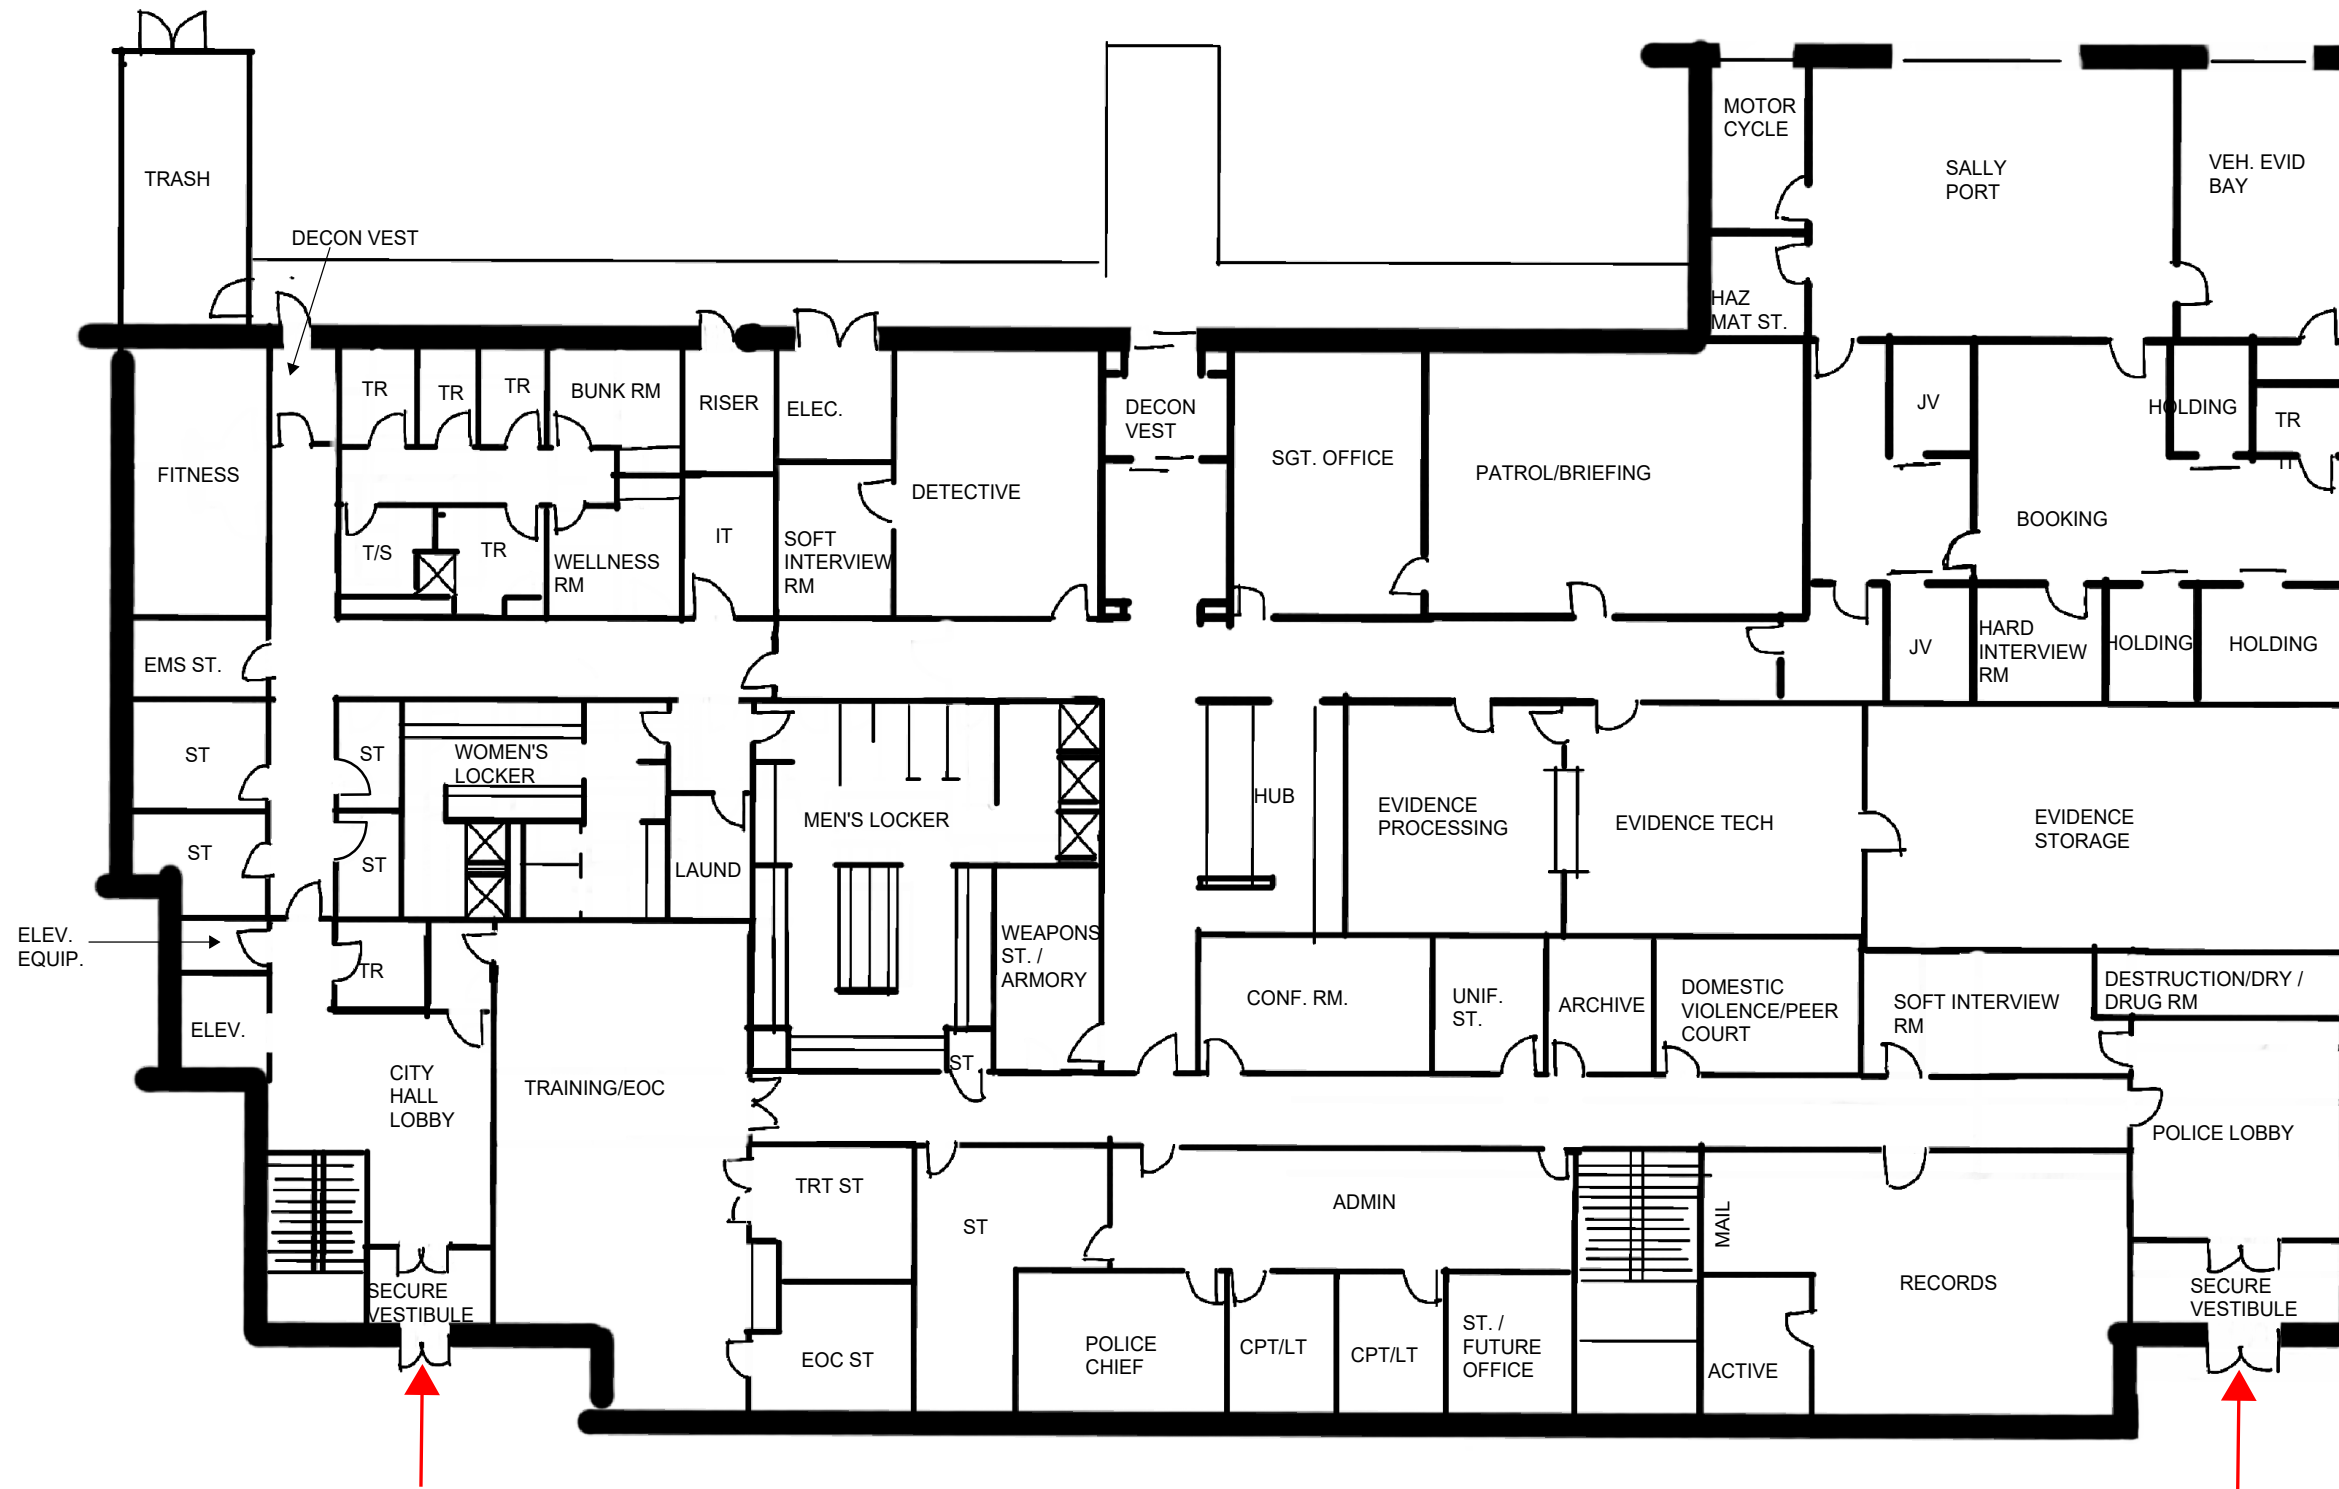 MOTOR
CYCLE
TRASH
SALLY
PORT
VEH. EVID
BAY
DECON VEST
HAZ
MAT ST.
TR
TR
TR
BUNK RM
RISER
ELEC.
DECON
VEST
JV
HOLDING
TR
FITNESS
DETECTIVE
SGT. OFFICE
PATROL/BRIEFING
BOOKING
T/S
TR
WELLNESS
RM
IT
SOFT
INTERVIEW
RM
EMS ST.
JV
HARD
INTERVIEW
RM
HOLDING
HOLDING
ST
ST
WOMEN'S
LOCKER
MEN'S LOCKER
HUB
EVIDENCE
PROCESSING
EVIDENCE TECH
EVIDENCE
STORAGE
ST
ST
LAUND
ELEV.
EQUIP.
TR
WEAPONS
ST. /
ARMORY
CONF. RM.
UNIF.
ST.
ARCHIVE
DOMESTIC
VIOLENCE/PEER
COURT
SOFT INTERVIEW
RM
DESTRUCTION/DRY /
DRUG RM
ELEV.
CITY
HALL
LOBBY
TRAINING/EOC
ST
POLICE LOBBY
TRT ST
ST
ADMIN
MAIL
RECORDS
SECURE
VESTIBULE
SECURE
VESTIBULE
EOC ST
POLICE
CHIEF
CPT/LT
CPT/LT
ST. /
FUTURE
OFFICE
ACTIVE